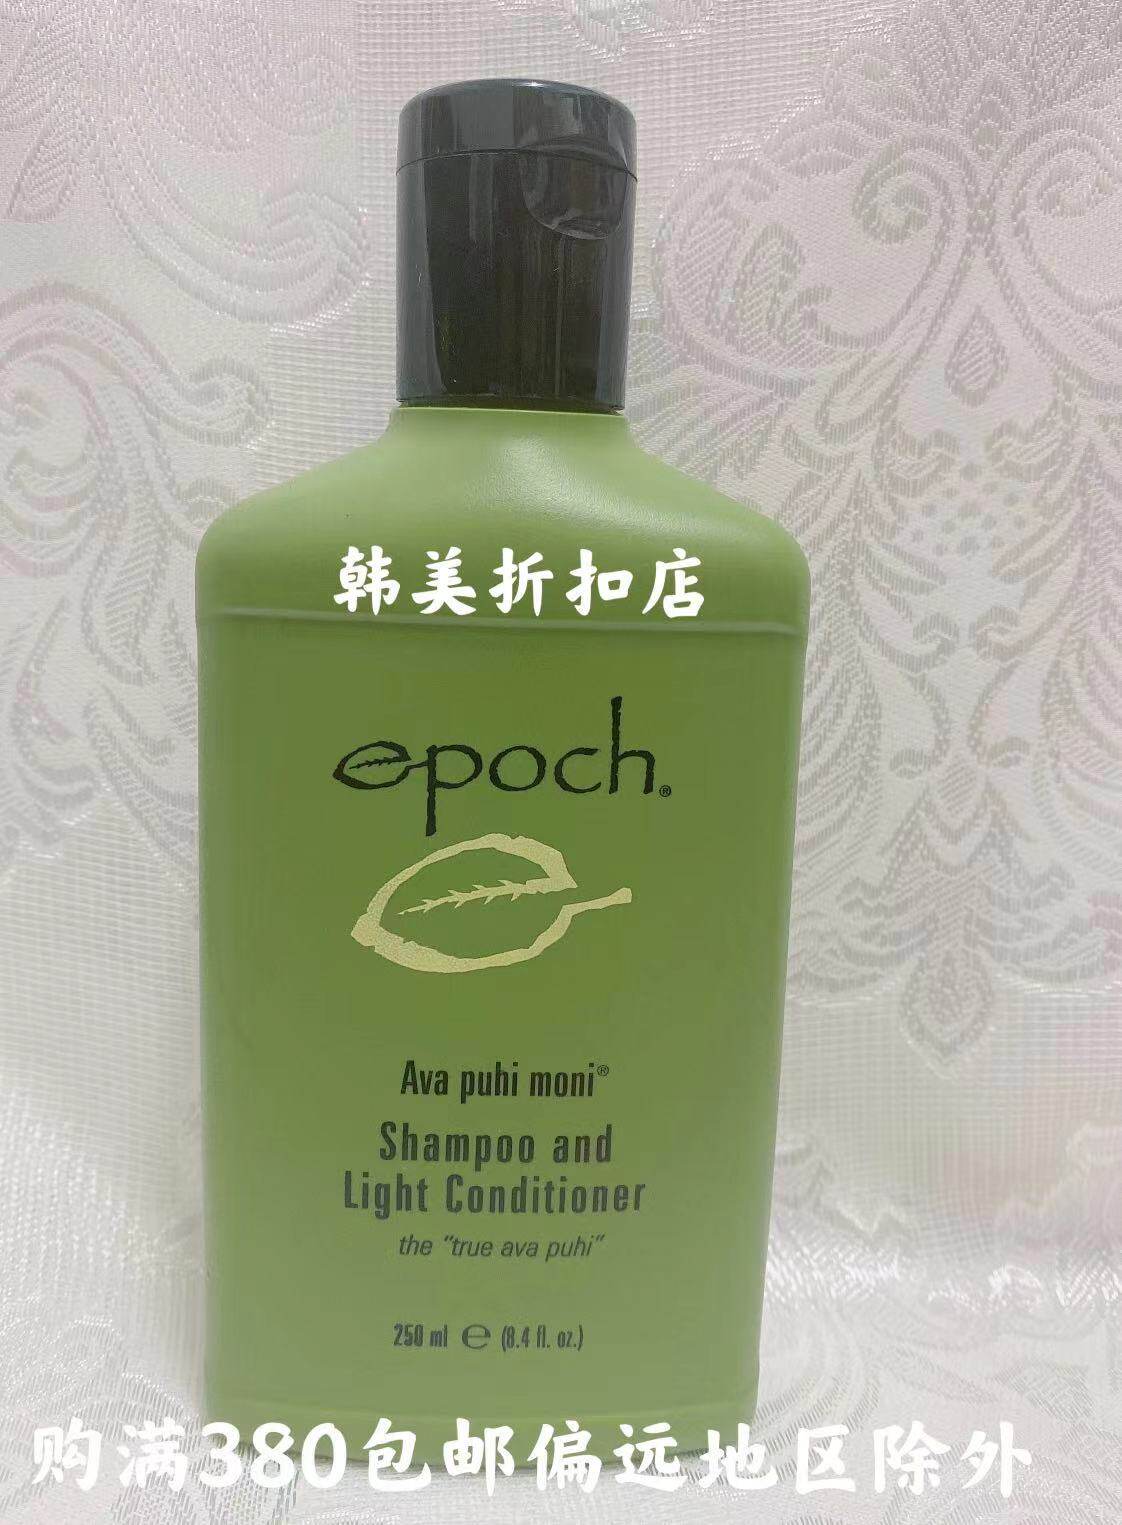 韩美折扣店
epoch®
Ava puhi moni®
Shampoo and
Light Conditioner
the "true ava puhi"
250 ml ℮ (8.4 fl. oz.)
购满380包邮偏远地区除外